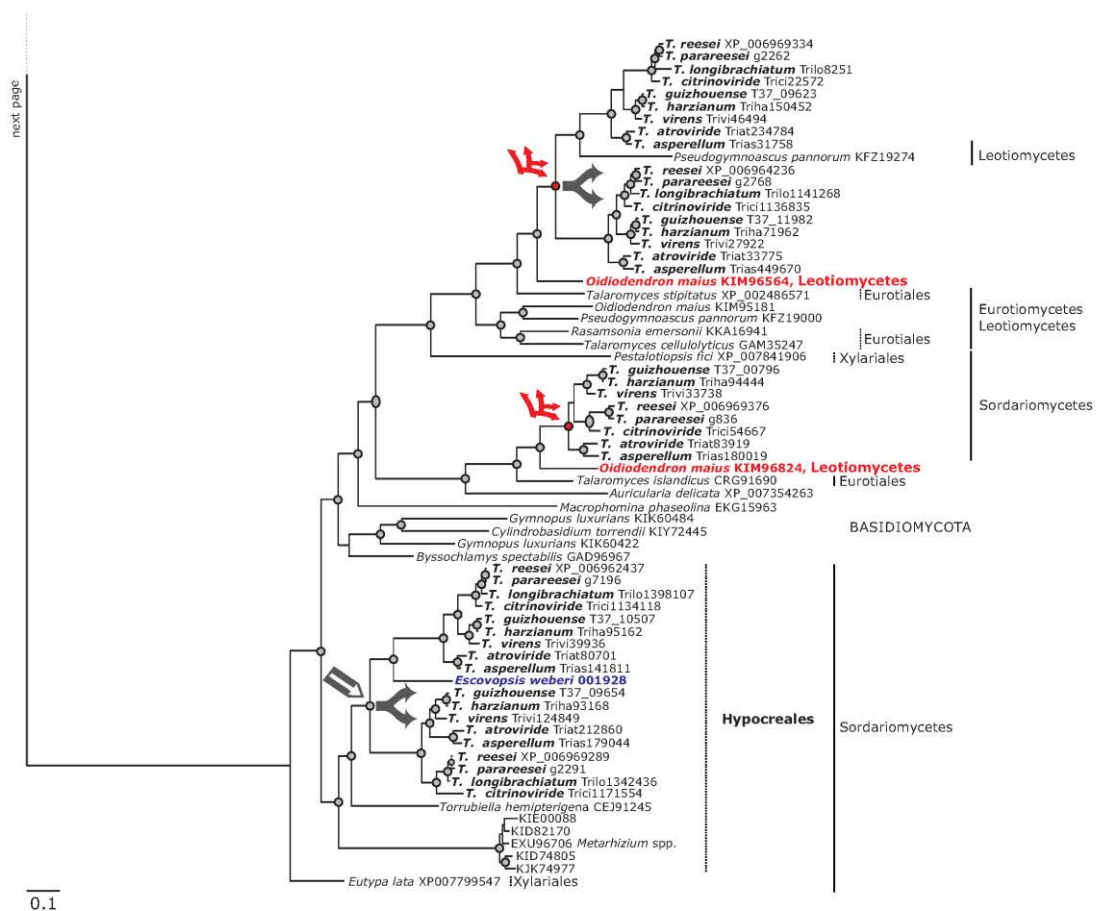 next page
T. reesei XP_006969334
T. parareesei g2262
T. longibrachiatum Trilo8251
T. citrinoviride Trici22572
T. guizhouense T37_09623
T. harzianum Triha150452
T. virens Trivi46494
T. atroviride Triat234784
T. asperellum Trias31758
Pseudogymnoascus pannorum KFZ19274
Leotiomycetes
T. reesei XP_006964236
T. parareesei g2768
T. longibrachiatum Trilo1141268
T. citrinoviride Trici1136835
T. guizhouense T37_11982
T. harzianum Triha71962
T. virens Trivi27922
T. atroviride Triat33775
T. asperellum Trias449670
Oidiodendron maius KIM96564, Leotiomycetes
Talaromyces stipitatus XP_002486571
Eurotiales
Oidiodendron maius KIM95181
Pseudogymnoascus pannorum KFZ19000
Eurotiomycetes
Leotiomycetes
Rasamsonia emersonii KKA16941
Talaromyces cellulolyticus GAM35247
Eurotiales
Pestalotiopsis fici XP_007841906
Xylariales
T. guizhouense T37_00796
T. harzianum Triha94444
T. virens Trivi33738
T. reesei XP_006969376
T. parareesei g836
T. citrinoviride Trici54667
T. atroviride Triat83919
T. asperellum Trias180019
Sordariomycetes
Oidiodendron maius KIM96824, Leotiomycetes
Talaromyces islandicus CRG91690
Eurotiales
Auricularia delicata XP_007354263
Macrophomina phaseolina EKG15963
Gymnopus luxurians KIK60484
Cylindrobasidium torrendii KIY72445
BASIDIOMYCOTA
Gymnopus luxurians KIK60422
Byssochlamys spectabilis GAD96967
T. reesei XP_006962437
T. parareesei g7196
T. longibrachiatum Trilo1398107
T. citrinoviride Trici1134118
T. guizhouense T37_10507
T. harzianum Triha95162
T. virens Trivi39936
T. atroviride Triat80701
T. asperellum Trias141811
Escovopsis weberi 001928
T. guizhouense T37_09654
T. harzianum Triha93168
T. virens Trivi124849
T. atroviride Triat212860
T. asperellum Trias179044
Hypocreales
Sordariomycetes
T. reesei XP_006969289
T. parareesei g2291
T. longibrachiatum Trilo1342436
T. citrinoviride Trici1171554
Torrubiella hemipterigena CEJ91245
KIE00088
KID82170
EXU96706 Metarhizium spp.
KID74805
KJK74977
Eutypa lata XP007799547
Xylariales
0.1